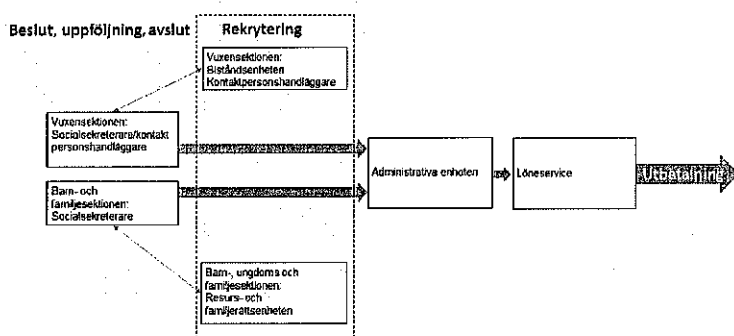 Beslut, uppföljning, avslut
Rekrytering
Vuxensektionen:
Biståndsenheten
Kontaktpersonshandläggare
Vuxensektionen:
Socialsekreterare/kontakt
personshandläggare
Administrativa enheten
Löneservice
Utbetalning
Barn- och
familjesektionen:
Socialsekreterare
Barn-, ungdoms och
familjesektionen:
Resurs- och
familjerättsenheten